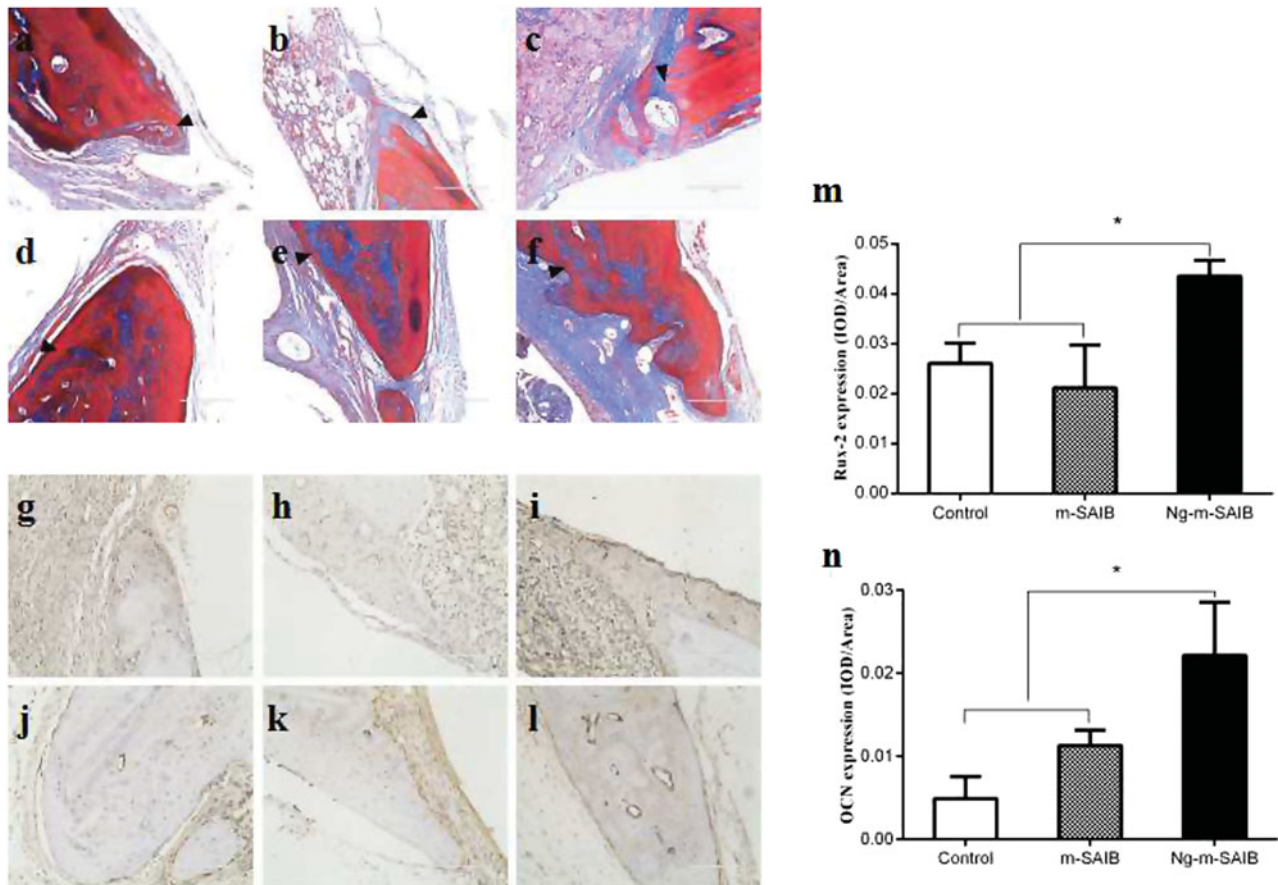 a b c
d e f
g h i
j k l
m
*
Rux-2 expression (IOD/Area)
0.05
0.04
0.03
0.02
0.01
0.00
Control m-SAIB Ng-m-SAIB
n
*
OCN expression (IOD/Area)
0.03
0.02
0.01
0.00
Control m-SAIB Ng-m-SAIB